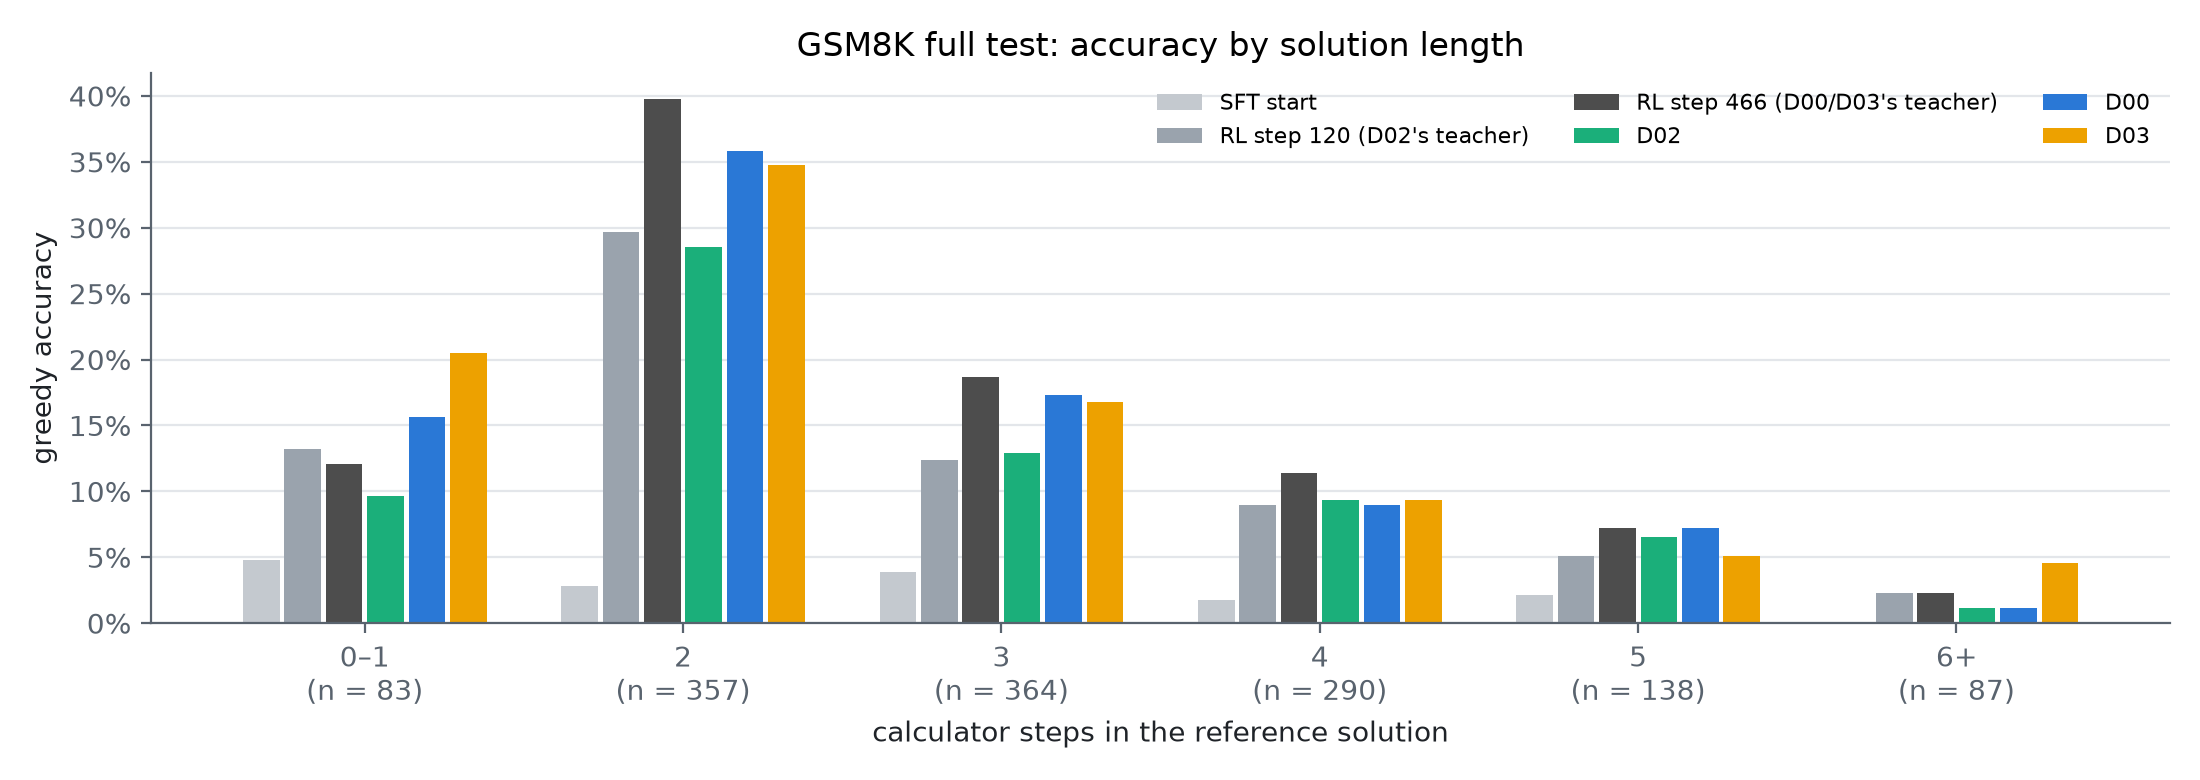 GSM8K full test: accuracy by solution length
SFT start
RL step 120 (D02's teacher)
RL step 466 (D00/D03's teacher)
D02
D00
D03
greedy accuracy
40%
35%
30%
25%
20%
15%
10%
5%
0%
0–1
(n = 83)
2
(n = 357)
3
(n = 364)
4
(n = 290)
5
(n = 138)
6+
(n = 87)
calculator steps in the reference solution